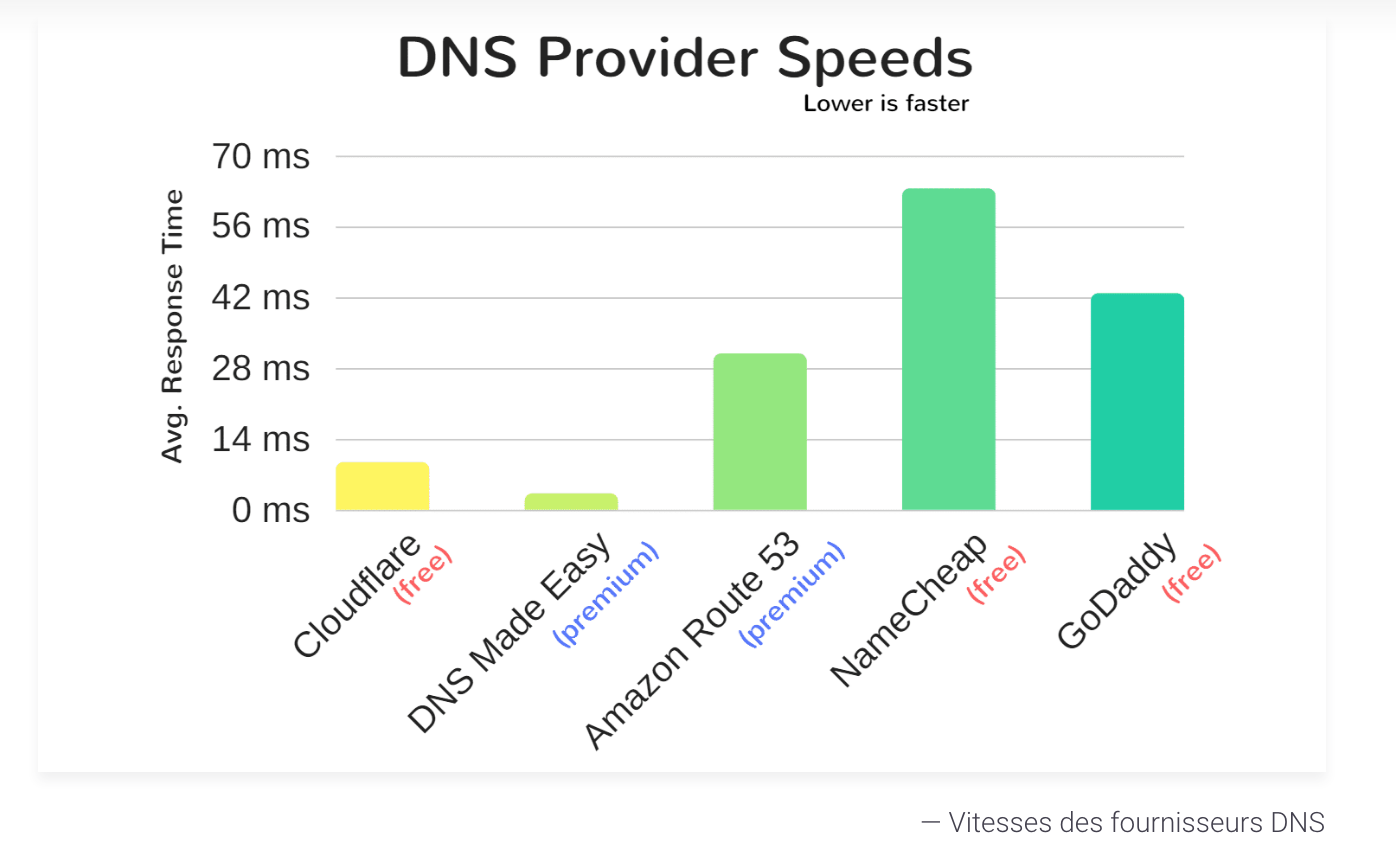 DNS Provider Speeds
Lower is faster
Avg. Response Time
70 ms
56 ms
42 ms
28 ms
14 ms
0 ms
Cloudflare
(free)
DNS Made Easy
(premium)
Amazon Route 53
(premium)
NameCheap
(free)
GoDaddy
(free)
— Vitesses des fournisseurs DNS